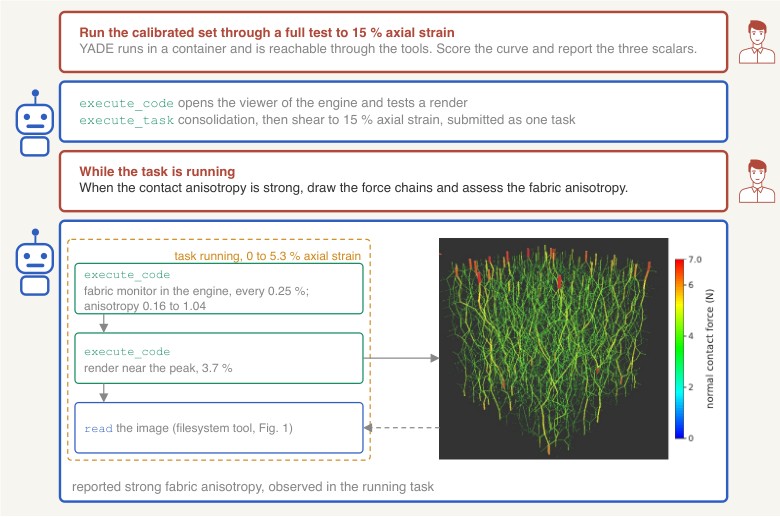 Run the calibrated set through a full test to 15 % axial strain
YADE runs in a container and is reachable through the tools. Score the curve and report the three scalars.
execute_code opens the viewer of the engine and tests a render
execute_task consolidation, then shear to 15 % axial strain, submitted as one task
While the task is running
When the contact anisotropy is strong, draw the force chains and assess the fabric anisotropy.
task running, 0 to 5.3 % axial strain
execute_code
fabric monitor in the engine, every 0.25 %;
anisotropy 0.16 to 1.04
execute_code
render near the peak, 3.7 %
read the image (filesystem tool, Fig. 1)
7.0
6
4
2
0
normal contact force (N)
reported strong fabric anisotropy, observed in the running task